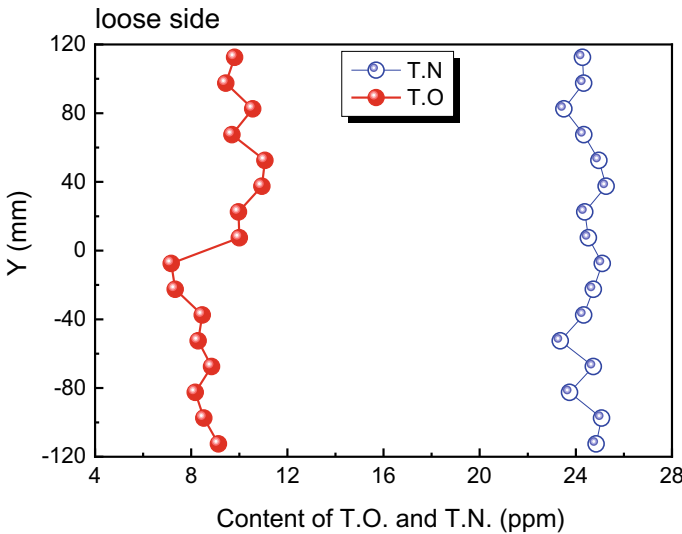 loose side
120
80
40
0
-40
-80
-120
Y (mm)
T.N
T.O
4 8 12 16 20 24 28
Content of T.O. and T.N. (ppm)